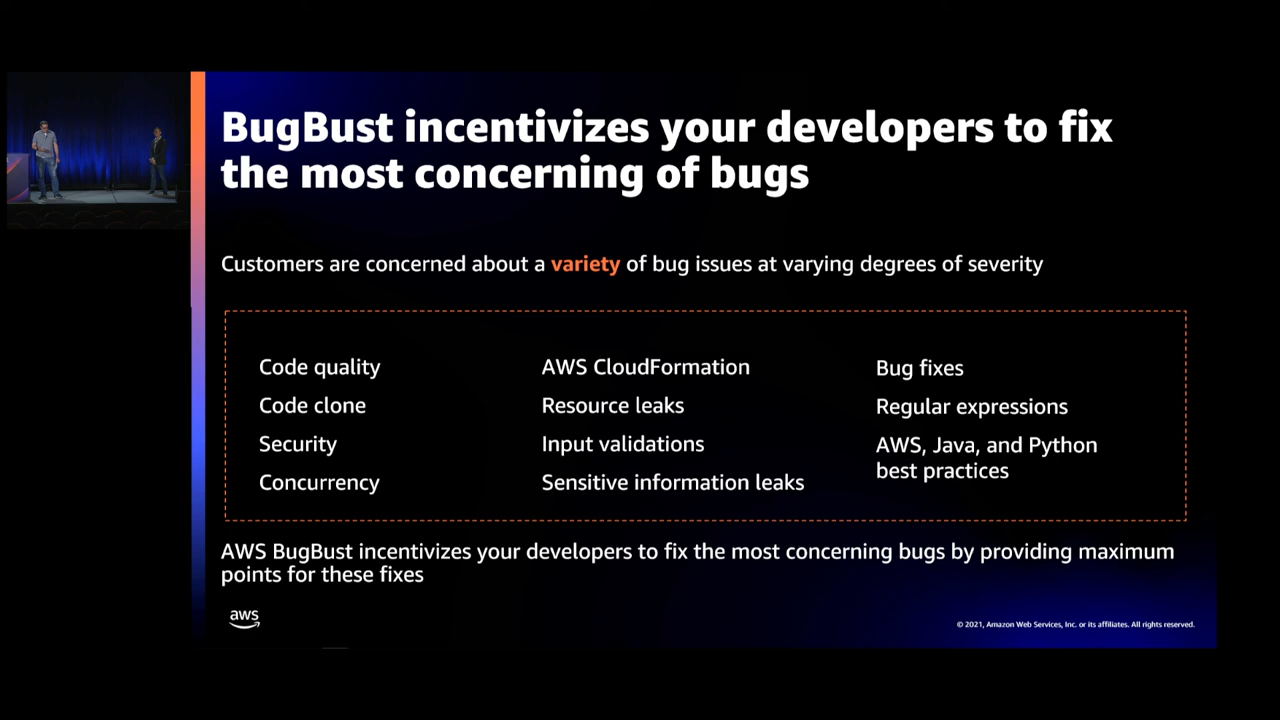 BugBust incentivizes your developers to fix
the most concerning of bugs
Customers are concerned about a variety of bug issues at varying degrees of severity
Code quality
Code clone
Security
Concurrency
AWS CloudFormation
Resource leaks
Input validations
Sensitive information leaks
Bug fixes
Regular expressions
AWS, Java, and Python
best practices
AWS BugBust incentivizes your developers to fix the most concerning bugs by providing maximum
points for these fixes
aws
© 2021, Amazon Web Services, Inc. or its affiliates. All rights reserved.